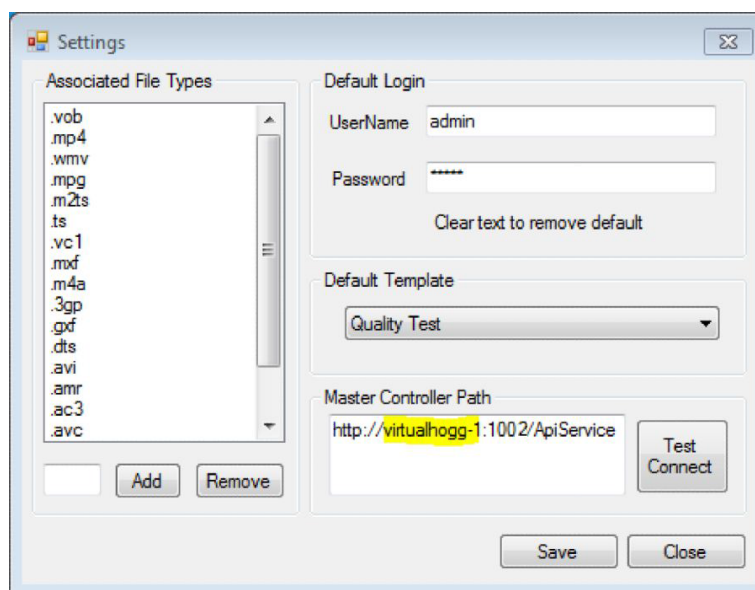 Settings
Associated File Types
.vob
.mp4
.wmv
.mpg
.m2ts
.ts
.vc1
.mxf
.m4a
.3gp
.gxf
.dts
.avi
.amr
.ac3
.avc
Add
Remove
Default Login
UserName admin
Password *****
Clear text to remove default
Default Template
Quality Test
Master Controller Path
http://virtualhogg-1:1002/ApiService
Test
Connect
Save
Close